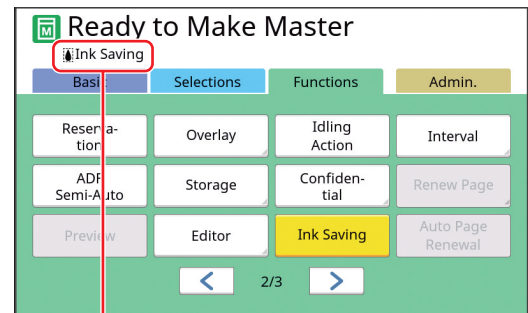 M Ready to Make Master
Ink Saving
Basic Selections Functions Admin.
Reserva- Overlay Idling Interval
tion Action
ADF Storage Confiden- Renew Page
Semi-Auto tial
Preview Editor Ink Saving Auto Page
Renewal
2/3